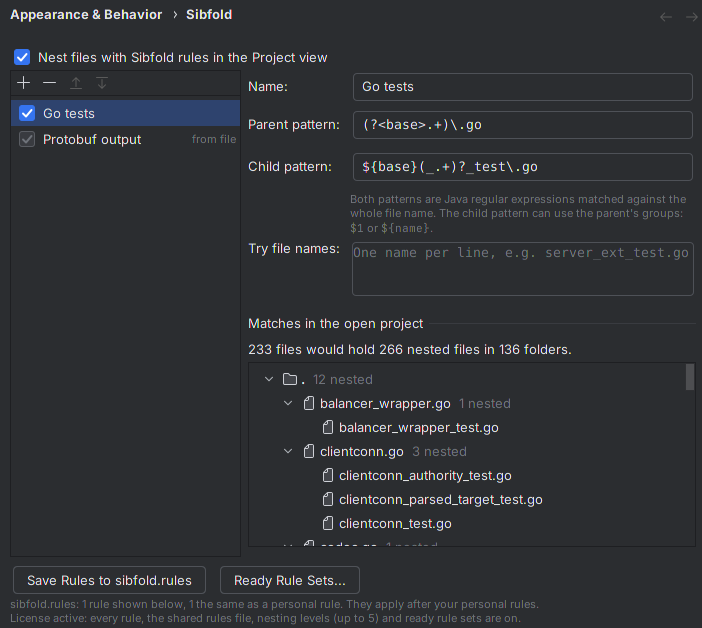 Appearance & Behavior › Sibfold
Nest files with Sibfold rules in the Project view
Go tests
Protobuf output from file
Name: Go tests
Parent pattern: (?<base>.+)\.go
Child pattern: ${base}(_.+)?_test\.go
Both patterns are Java regular expressions matched against the
whole file name. The child pattern can use the parent's groups:
$1 or ${name}.
Try file names: One name per line, e.g. server_ext_test.go
Matches in the open project
233 files would hold 266 nested files in 136 folders.
. 12 nested
balancer_wrapper.go 1 nested
balancer_wrapper_test.go
clientconn.go 3 nested
clientconn_authority_test.go
clientconn_parsed_target_test.go
clientconn_test.go
Save Rules to sibfold.rules Ready Rule Sets...
sibfold.rules: 1 rule shown below, 1 the same as a personal rule. They apply after your personal rules.
License active: every rule, the shared rules file, nesting levels (up to 5) and ready rule sets are on.